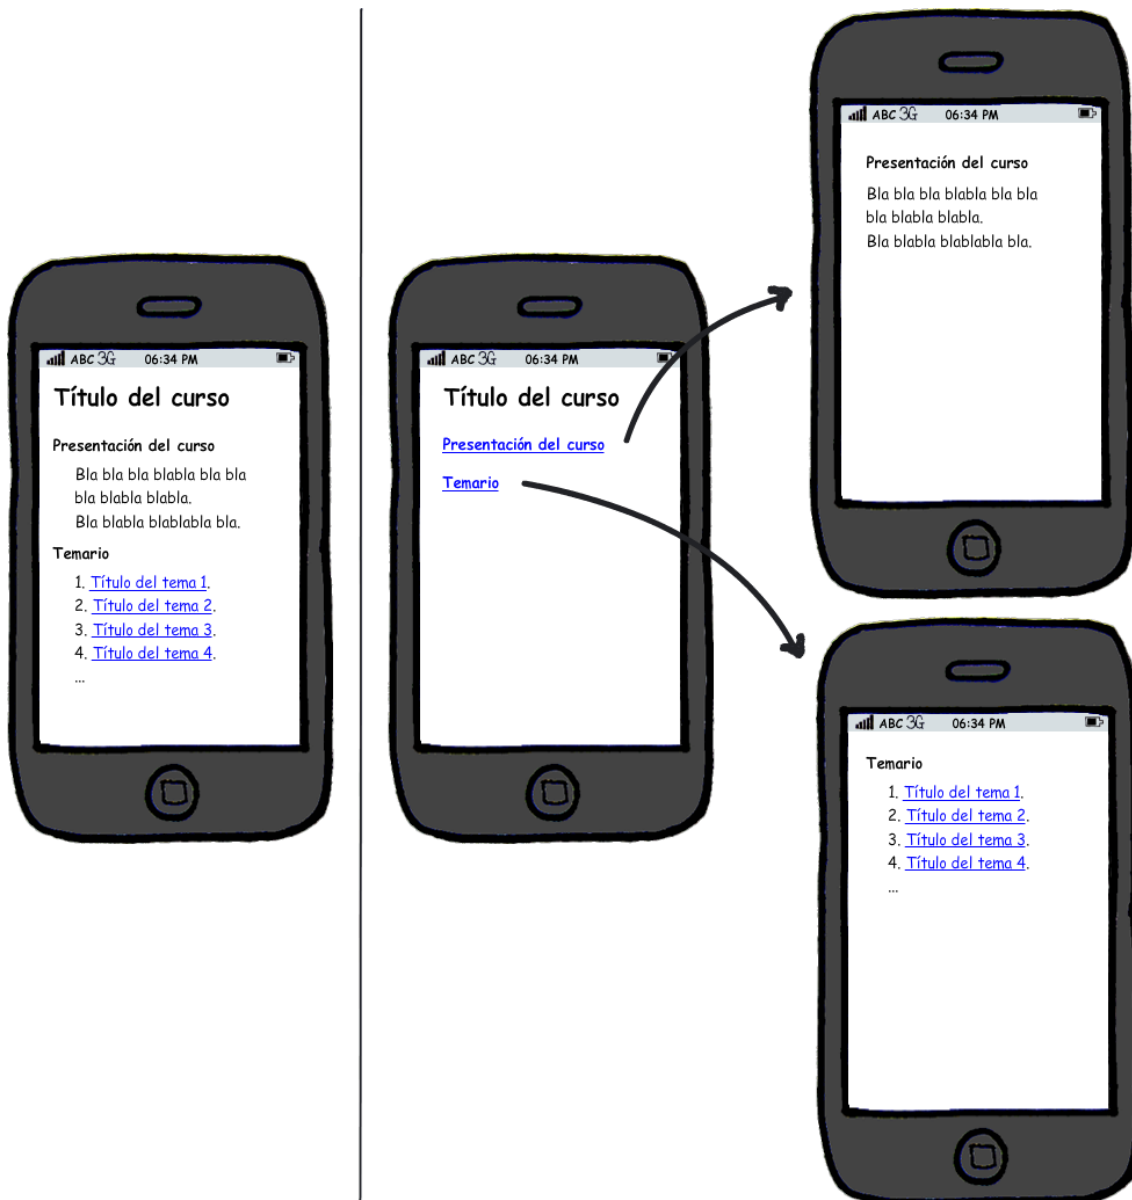 ABC 3G 06:34 PM
Título del curso
Presentación del curso
Bla bla bla blabla bla bla
bla blabla blabla.
Bla blabla blablabla bla.
Temario
1. Título del tema 1.
2. Título del tema 2.
3. Título del tema 3.
4. Título del tema 4.
...
ABC 3G 06:34 PM
Título del curso
Presentación del curso
Temario
ABC 3G 06:34 PM
Presentación del curso
Bla bla bla blabla bla bla
bla blabla blabla.
Bla blabla blablabla bla.
ABC 3G 06:34 PM
Temario
1. Título del tema 1.
2. Título del tema 2.
3. Título del tema 3.
4. Título del tema 4.
...